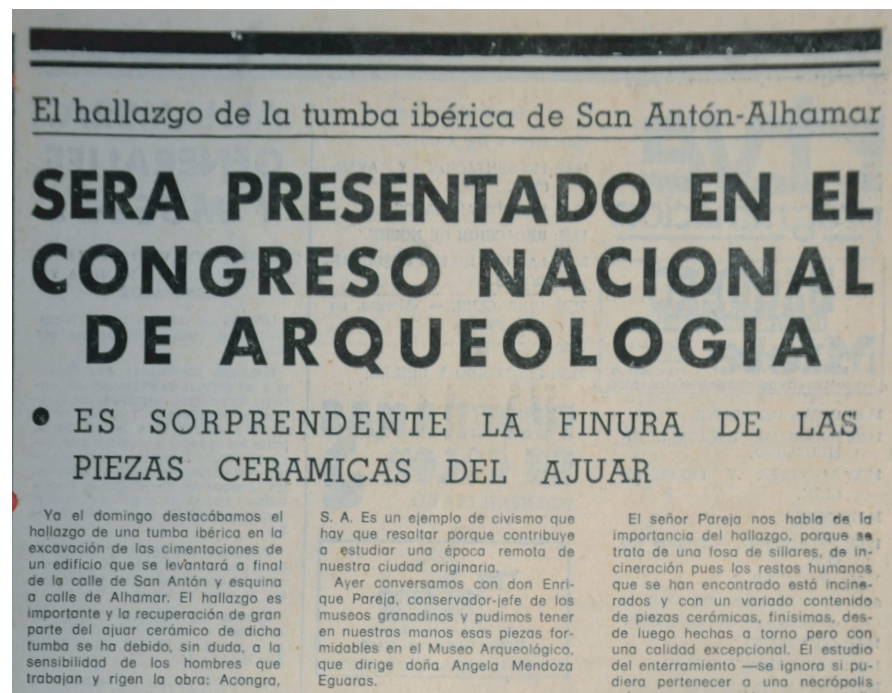 El hallazgo de la tumba ibérica de San Antón-Alhamar
SERA PRESENTADO EN EL
CONGRESO NACIONAL
DE ARQUEOLOGIA
• ES SORPRENDENTE LA FINURA DE LAS
PIEZAS CERAMICAS DEL AJUAR
Ya el domingo destacábamos el
hallazgo de una tumba ibérica en la
excavación de las cimentaciones de
un edificio que se levantará a final
de la calle de San Antón y esquina
a calle de Alhamar. El hallazgo es
importante y la recuperación de gran
parte del ajuar cerámico de dicha
tumba se ha debido, sin duda, a la
sensibilidad de los hombres que
trabajan y rigen la obra: Acongra,
S. A. Es un ejemplo de civismo que
hay que resaltar porque contribuye
a estudiar una época remota de
nuestra ciudad originaria.
Ayer conversamos con don Enri-
que Pareja, conservador-jefe de los
museos granadinos y pudimos tener
en nuestras manos esas piezas for-
midables en el Museo Arqueológico,
que dirige doña Angela Mendoza
Eguaras.
El señor Pareja nos habla de la
importancia del hallazgo, porque se
trata de una fosa de sillares, de in-
cineración pues los restos humanos
que se han encontrado está incine-
rados y con un variado contenido
de piezas cerámicas, finísimas, des-
de luego hechas a torno pero con
una calidad excepcional. El estudio
del enterramiento —se ignora si pu-
diera pertenecer a una necrópolis